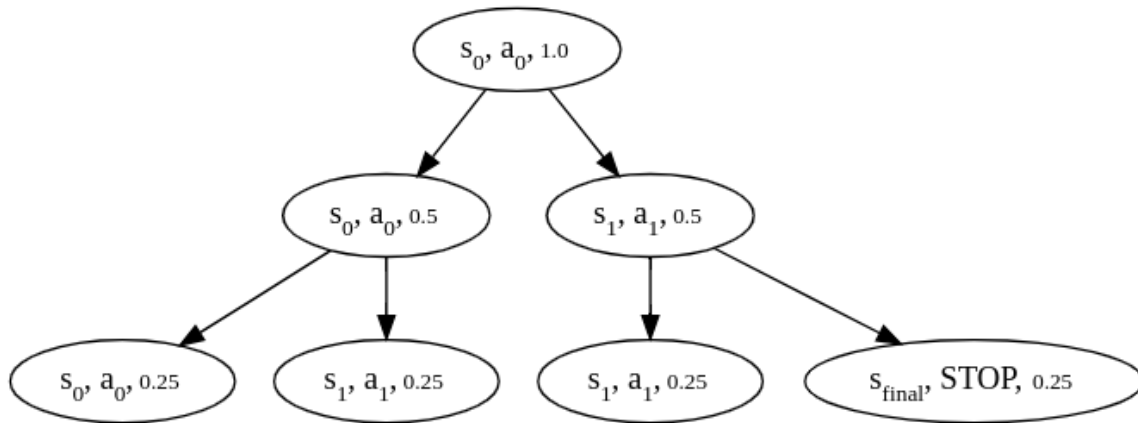 s₀, a₀, 1.0
s₀, a₀, 0.5
s₁, a₁, 0.5
s₀, a₀, 0.25
s₁, a₁, 0.25
s₁, a₁, 0.25
s_final, STOP, 0.25